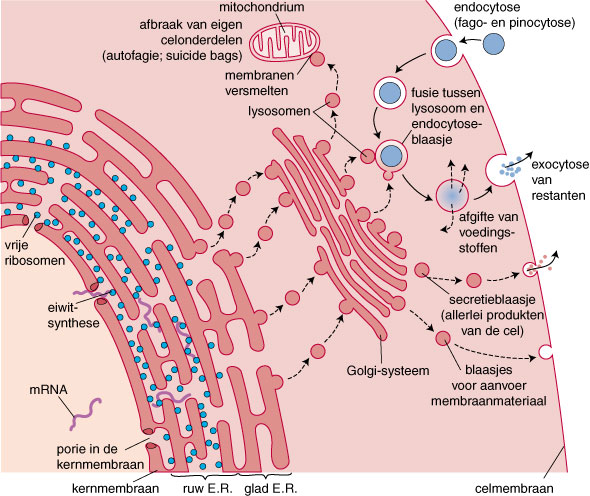 mitochondrium
afbraak van eigen
celonderdelen
(autofagie; suicide bags)
membranen
versmelten
lysosomen
endocytose
(fago- en pinocytose)
fusie tussen
lysosoom en
endocytose-
blaasje
exocytose
van
restanten
afgifte van
voedings-
stoffen
vrije
ribosomen
eiwit-
synthese
secretieblaasje
(allerlei produkten
van de cel)
Golgi-systeem
blaasjes
voor aanvoer
membraanmateriaal
mRNA
porie in de
kernmembraan
kernmembraan
ruw E.R.
glad E.R.
celmembraan